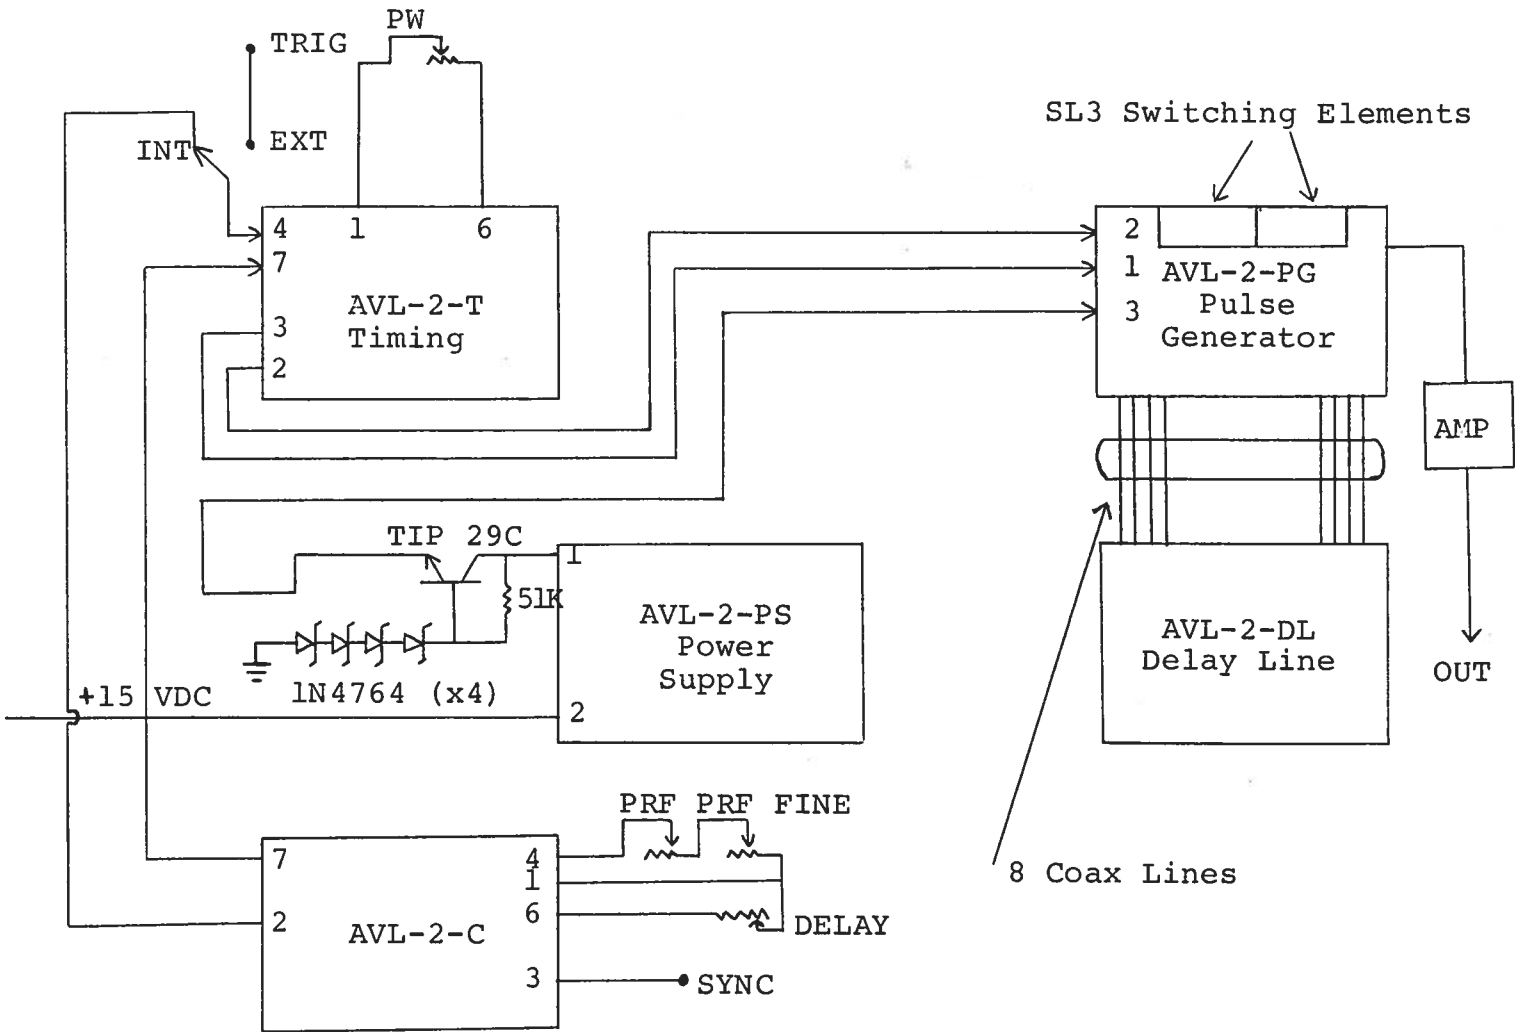 PW
TRIG
EXT
INT
4
1
6
7
AVL-2-T
Timing
3
2
SL3 Switching Elements
2
1
3
AVL-2-PG
Pulse
Generator
AMP
OUT
TIP 29C
51K
1N4764 (x4)
+15 VDC
1
AVL-2-PS
Power
Supply
2
AVL-2-DL
Delay Line
8 Coax Lines
PRF
PRF FINE
7
2
AVL-2-C
4
1
6
3
DELAY
SYNC